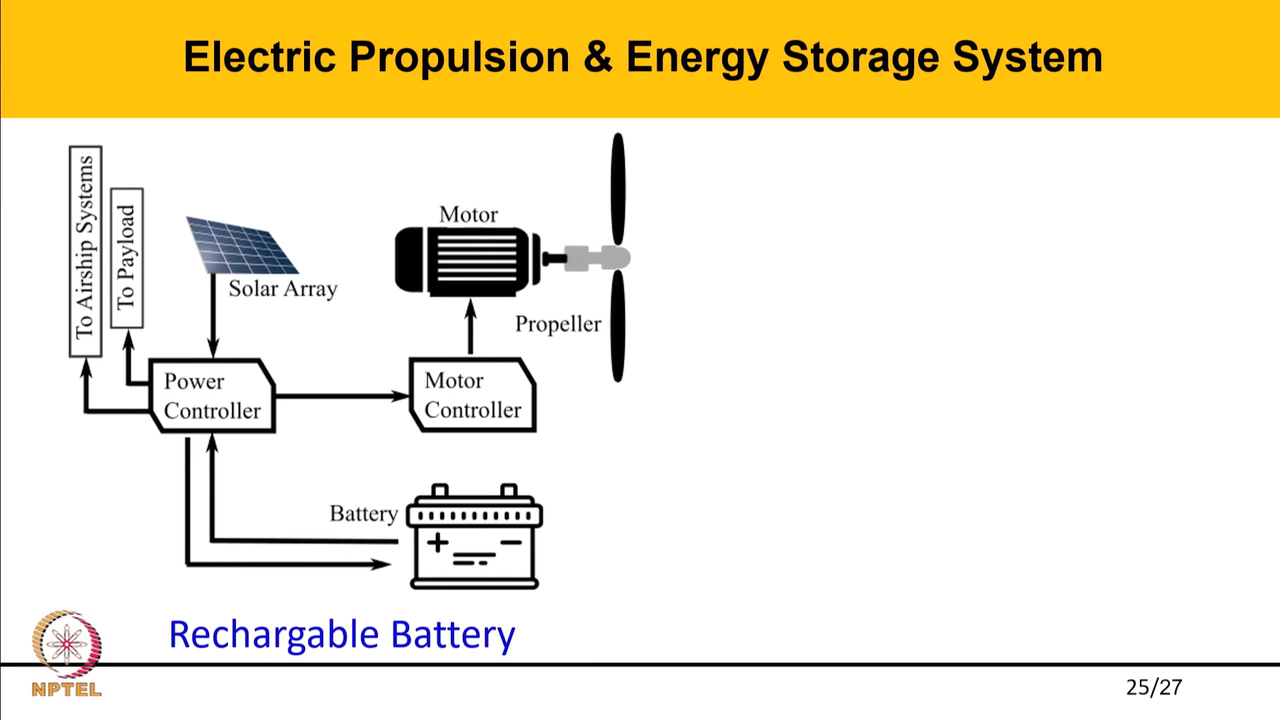 Electric Propulsion & Energy Storage System
To Airship Systems
To Payload
Solar Array
Motor
Propeller
Power
Controller
Motor
Controller
Battery
Rechargable Battery
NPTEL
25/27